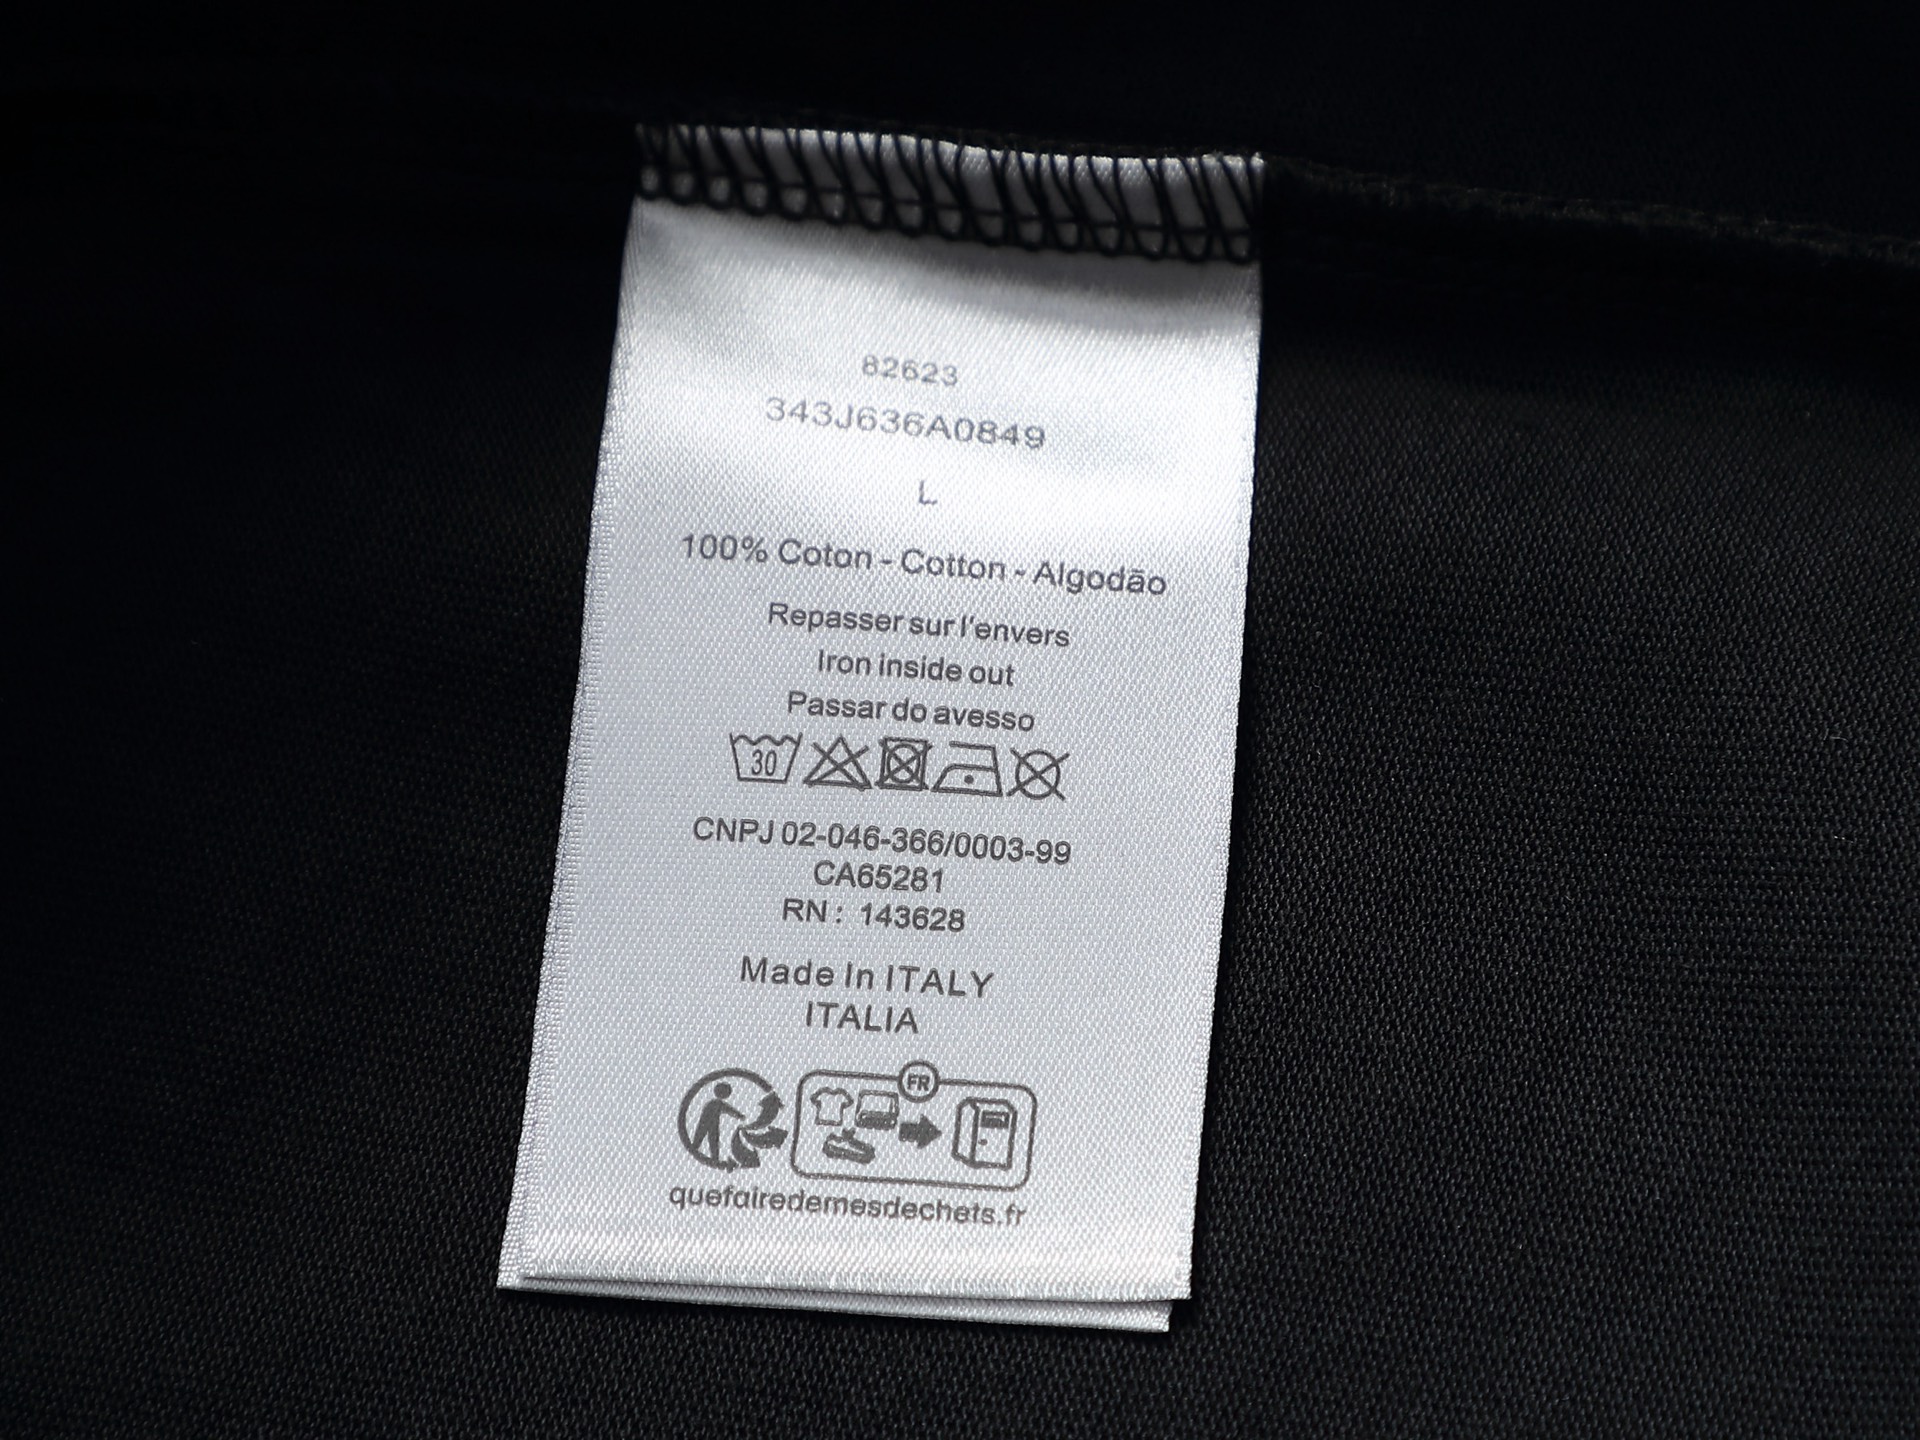 82623
343J636A0849
L
100% Coton - Cotton - Algodão
Repasser sur l'envers
Iron inside out
Passar do avesso
30
CNPJ 02-046-366/0003-99
CA65281
RN : 143628
Made In ITALY
ITALIA
FR
quefairedemesdechets.fr